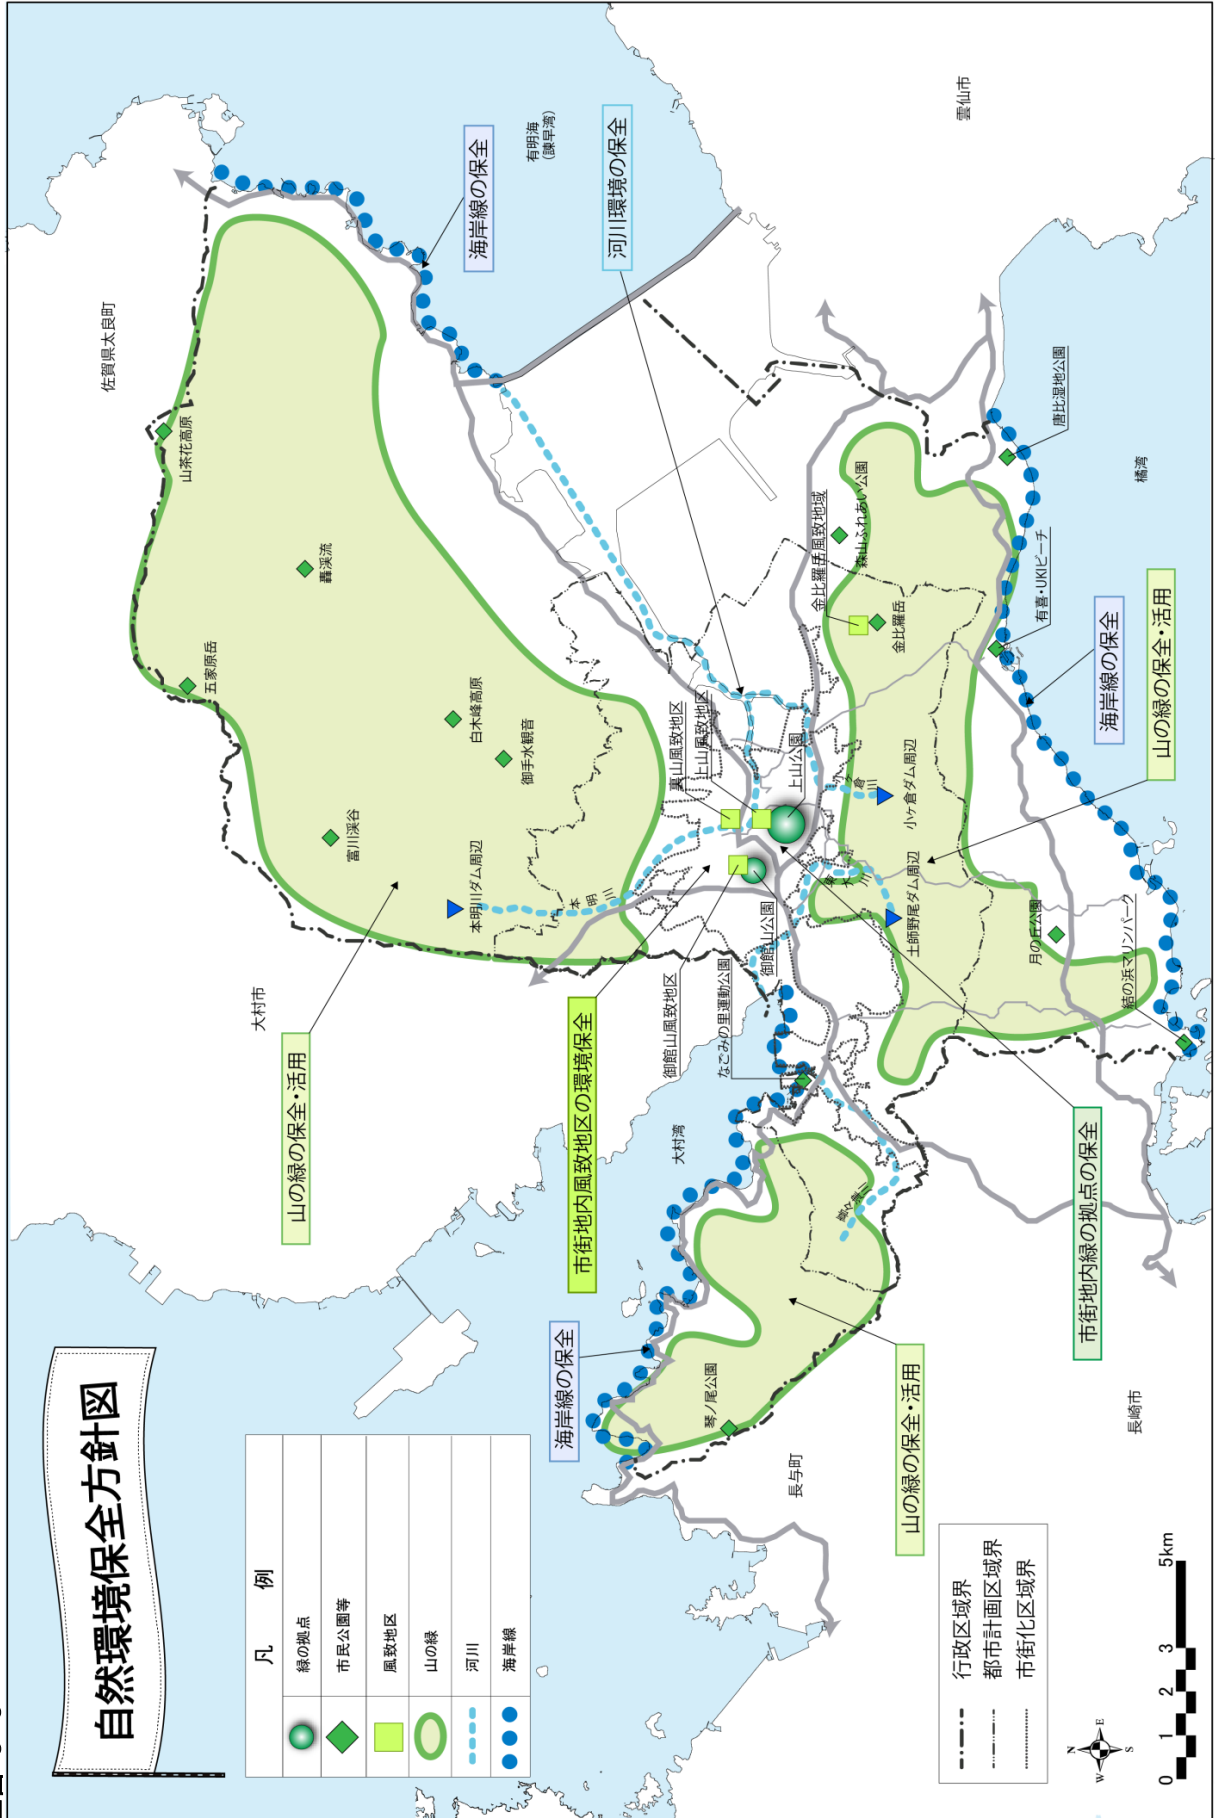 自然環境保全方針図
凡 例
緑の拠点
市民公園等
風致地区
山の緑
河川
海岸線
行政区域界
都市計画区域界
市街化区域界
0 1 2 3 5km
N
E
S
W
佐賀県太良町
大村市
雲仙市
長崎市
長与町
有明海
(諫早湾)
大村湾
橘湾
山の緑の保全・活用
市街地内風致地区の環境保全
海岸線の保全
河川環境の保全
海岸線の保全
山の緑の保全・活用
海岸線の保全
山の緑の保全・活用
市街地内緑の拠点の保全
山茶花高原
五家原岳
轟渓流
白木峰高原
御手水観音
富川渓谷
本明川ダム周辺
本明川
裏山風致地区
上山風致地区
上山公園
御館山風致地区
御館山公園
なごみの里運動公園
金比羅岳風致地域
森山ふれあい公園
金比羅岳
小ケ倉ダム周辺
土師野尾ダム周辺
月の丘公園
結の浜マリンパーク
有喜・UKIビーチ
唐比湿地公園
琴ノ尾公園